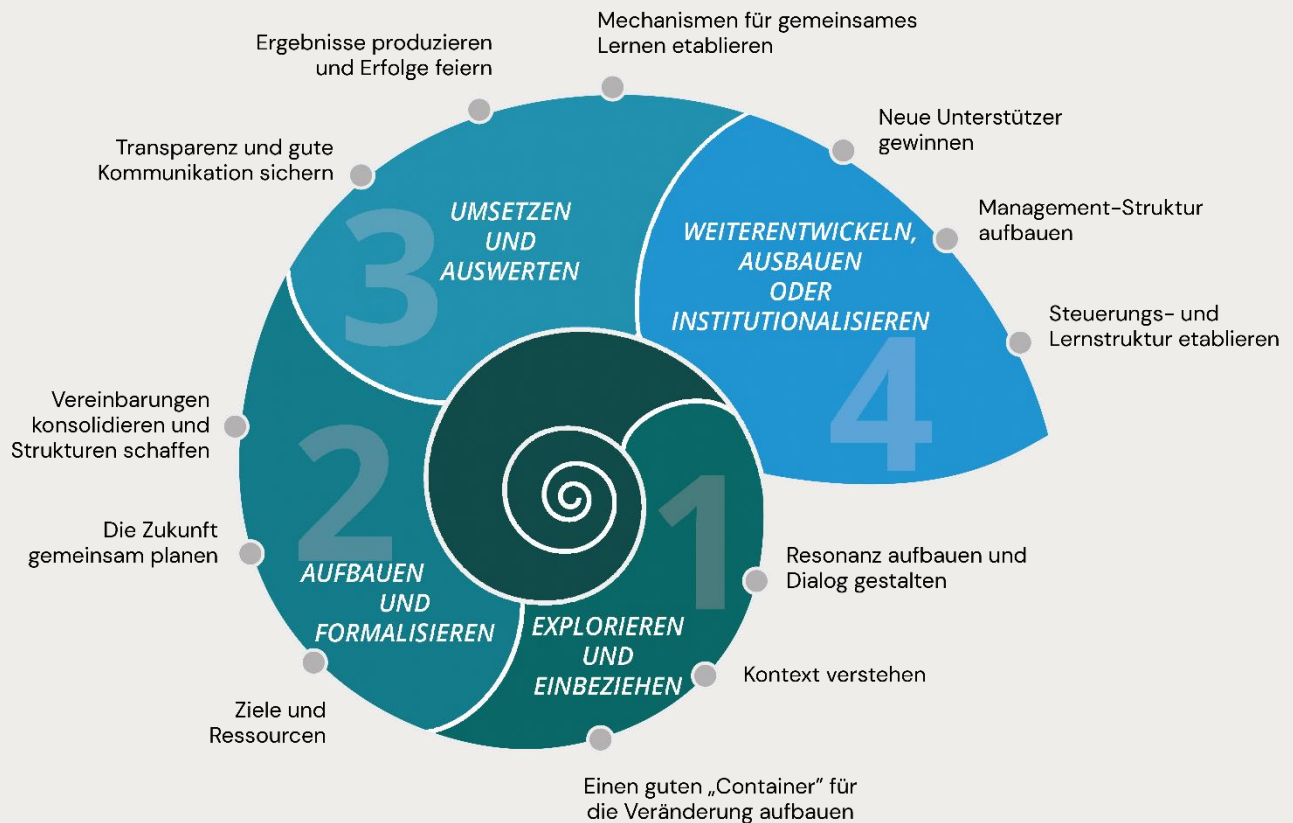 Mechanismen für gemeinsames
Lernen etablieren
Ergebnisse produzieren
und Erfolge feiern
Neue Unterstützer
gewinnen
Transparenz und gute
Kommunikation sichern
Management-Struktur
aufbauen
3
UMSETZEN
UND
AUSWERTEN
WEITERENTWICKELN,
AUSBAUEN
ODER
INSTITUTIONALISIEREN
4
Steuerungs- und
Lernstruktur etablieren
Vereinbarungen
konsolidieren und
Strukturen schaffen
2
Die Zukunft
gemeinsam planen
AUFBAUEN
UND
FORMALISIEREN
1
Resonanz aufbauen und
Dialog gestalten
EXPLORIEREN
UND
EINBEZIEHEN
Kontext verstehen
Ziele und
Ressourcen
Einen guten „Container” für
die Veränderung aufbauen